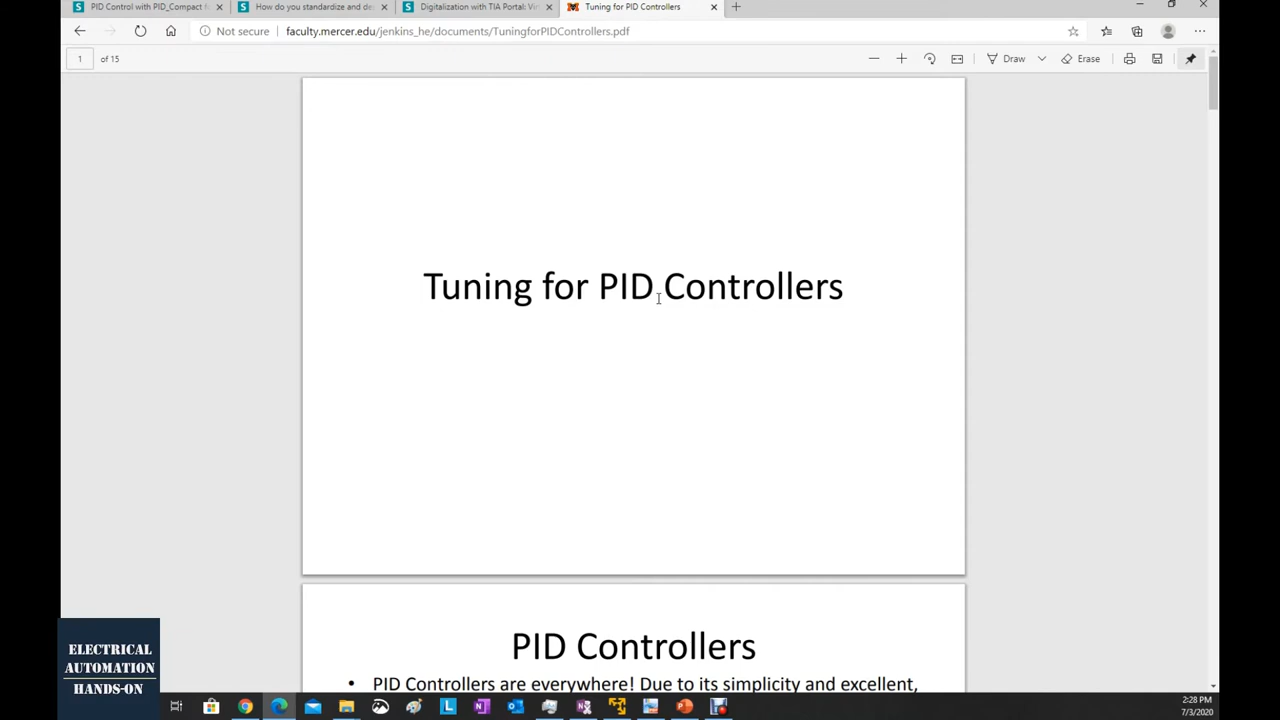 PID Control with PID_Compact f
How do you standardize and de
Digitalization with TIA Portal: Vir
Tuning for PID Controllers
Not secure
faculty.mercer.edu/jenkins_he/documents/TuningforPIDControllers.pdf
1 of 15
Draw
Erase
Tuning for PID Controllers
PID Controllers
• PID Controllers are everywhere! Due to its simplicity and excellent,
ELECTRICAL
AUTOMATION
HANDS-ON
2:28 PM
7/3/2020